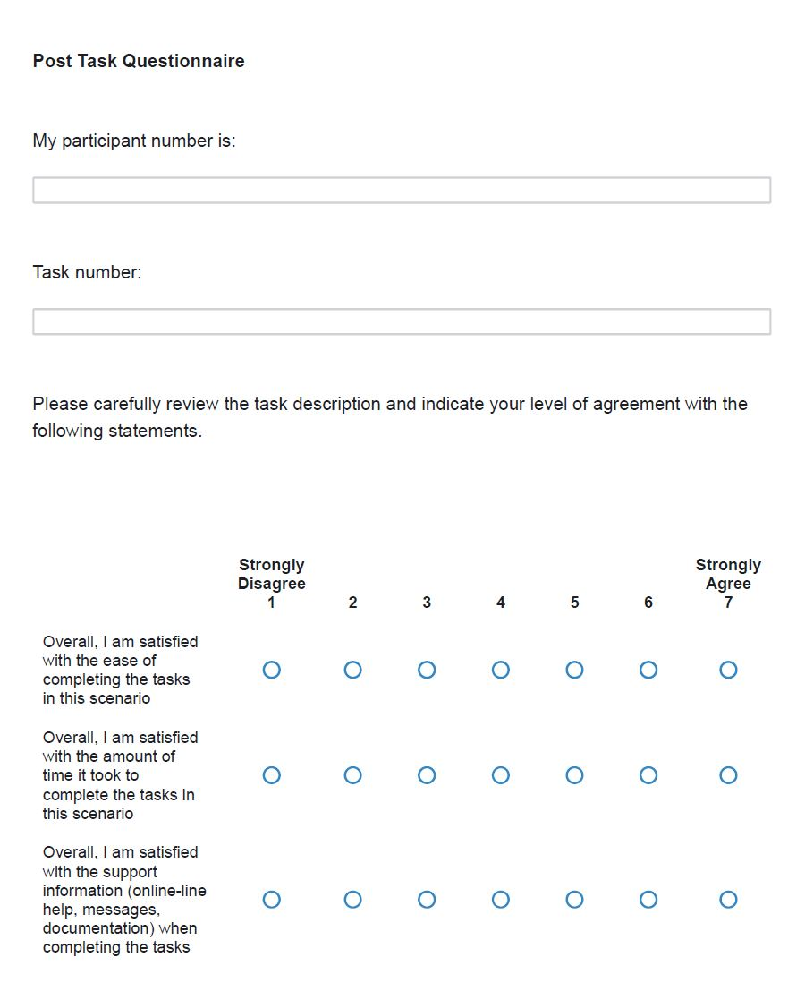 Post Task Questionnaire
My participant number is:
Task number:
Please carefully review the task description and indicate your level of agreement with the
following statements.
Strongly Disagree 1 2 3 4 5 6 Strongly Agree 7
Overall, I am satisfied
with the ease of
completing the tasks
in this scenario
Overall, I am satisfied
with the amount of
time it took to
complete the tasks in
this scenario
Overall, I am satisfied
with the support
information (online-line
help, messages,
documentation) when
completing the tasks